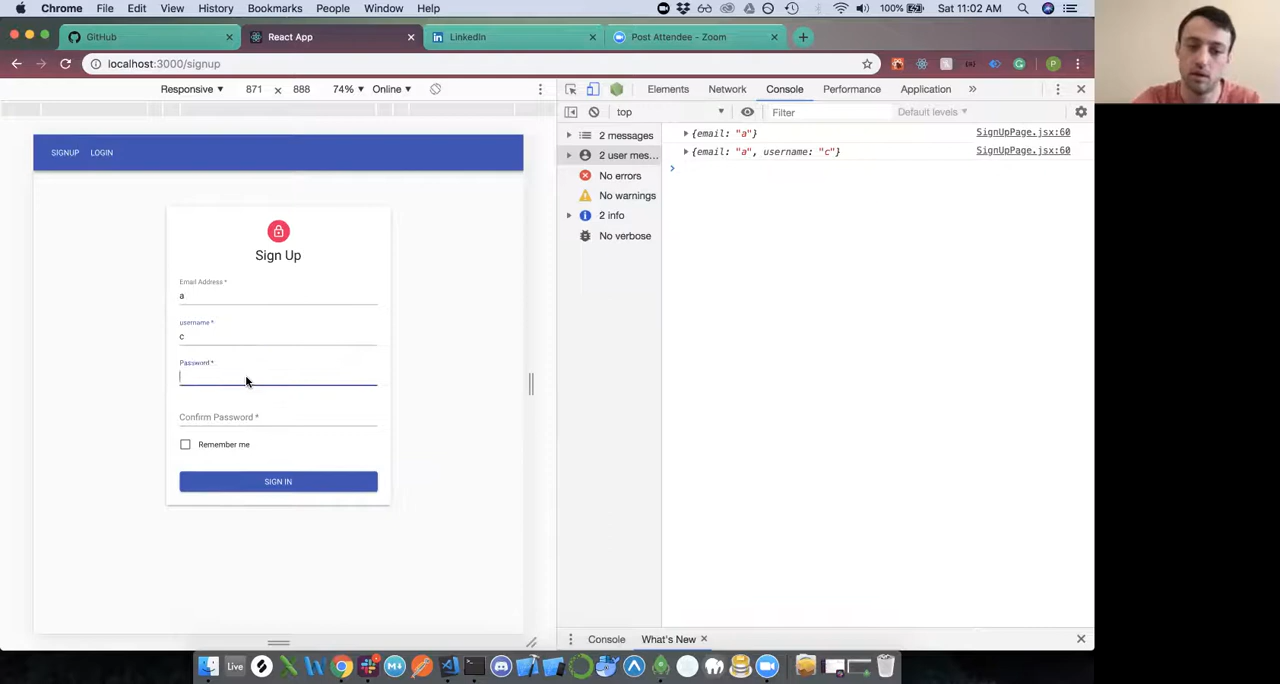 Chrome File Edit View History Bookmarks People Window Help 100% Sat 11:02 AM
GitHub React App LinkedIn Post Attendee - Zoom
localhost:3000/signup
Responsive 871 x 888 74% Online
Elements Network Console Performance Application
top Filter Default levels
SIGNUP LOGIN
Sign Up
Email Address *
a
username *
c
Password *
Confirm Password *
Remember me
SIGN IN
2 messages
2 user mes...
No errors
No warnings
2 info
No verbose
{email: "a"} SignUpPage.jsx:60
{email: "a", username: "c"} SignUpPage.jsx:60
Console What's New
Live